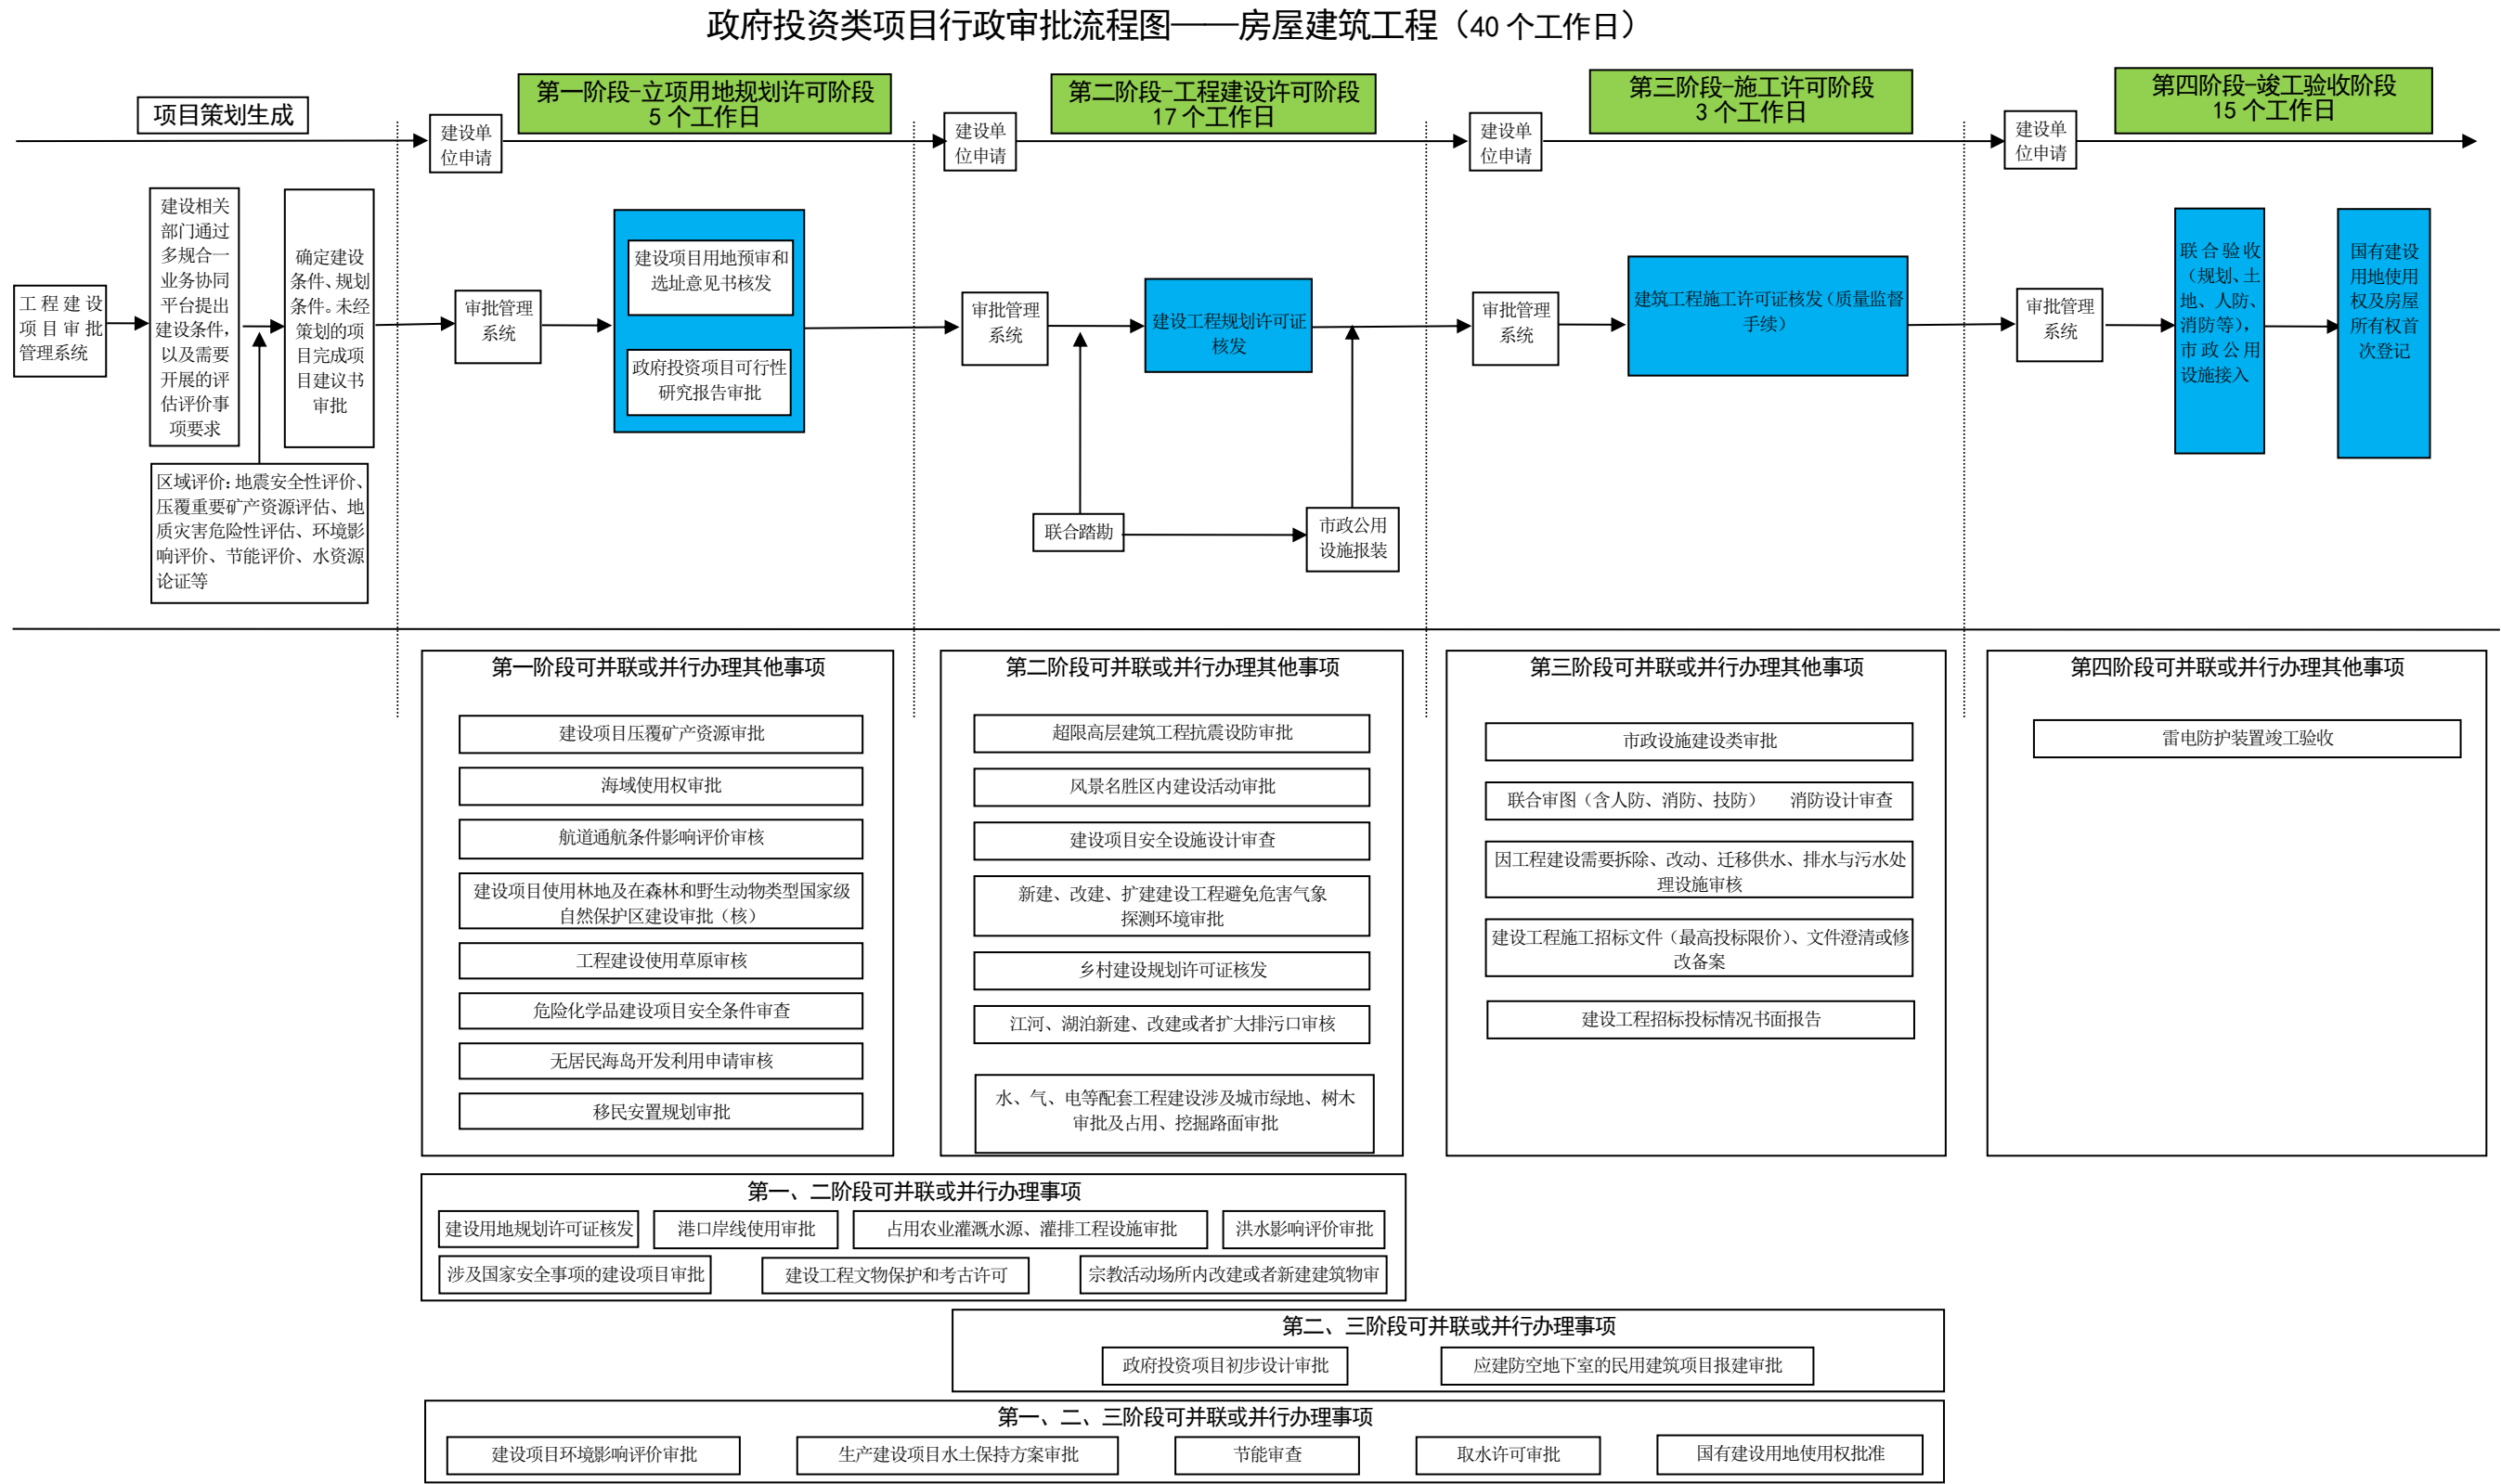 政府投资类项目行政审批流程图——房屋建筑工程（40 个工作日）
项目策划生成
第一阶段-立项用地规划许可阶段
5 个工作日
第二阶段-工程建设许可阶段
17 个工作日
第三阶段-施工许可阶段
3 个工作日
第四阶段-竣工验收阶段
15 个工作日
建设单
位申请
建设单
位申请
建设单
位申请
建设单
位申请
工程建设
项目审批
管理系统
建设相关
部门通过
多规合一
业务协同
平台提出
建设条件，
以及需要
开展的评
估评价事
项要求
确定建设
条件、规划
条件。未经
策划的项
目完成项
目建议书
审批
区域评价：地震安全性评价、
压覆重要矿产资源评估、地
质灾害危险性评估、环境影
响评价、节能评价、水资源
论证等
审批管理
系统
建设项目用地预审和
选址意见书核发
政府投资项目可行性
研究报告审批
审批管理
系统
建设工程规划许可证
核发
联合踏勘
市政公用
设施报装
审批管理
系统
建筑工程施工许可证核发（质量监督
手续）
审批管理
系统
联合验收
（规划、土
地、人防、
消防等），
市政公用
设施接入
国有建设
用地使用
权及房屋
所有权首
次登记
第一阶段可并联或并行办理其他事项
建设项目压覆矿产资源审批
海域使用权审批
航道通航条件影响评价审核
建设项目使用林地及在森林和野生动物类型国家级
自然保护区建设审批（核）
工程建设使用草原审核
危险化学品建设项目安全条件审查
无居民海岛开发利用申请审核
移民安置规划审批
第二阶段可并联或并行办理其他事项
超限高层建筑工程抗震设防审批
风景名胜区内建设活动审批
建设项目安全设施设计审查
新建、改建、扩建建设工程避免危害气象
探测环境审批
乡村建设规划许可证核发
江河、湖泊新建、改建或者扩大排污口审核
水、气、电等配套工程建设涉及城市绿地、树木
审批及占用、挖掘路面审批
第三阶段可并联或并行办理其他事项
市政设施建设类审批
联合审图（含人防、消防、技防） 消防设计审查
因工程建设需要拆除、改动、迁移供水、排水与污水处
理设施审核
建设工程施工招标文件（最高投标限价）、文件澄清或修
改备案
建设工程招标投标情况书面报告
第四阶段可并联或并行办理其他事项
雷电防护装置竣工验收
第一、二阶段可并联或并行办理事项
建设用地规划许可证核发
港口岸线使用审批
占用农业灌溉水源、灌排工程设施审批
洪水影响评价审批
涉及国家安全事项的建设项目审批
建设工程文物保护和考古许可
宗教活动场所内改建或者新建建筑物审
第二、三阶段可并联或并行办理事项
政府投资项目初步设计审批
应建防空地下室的民用建筑项目报建审批
第一、二、三阶段可并联或并行办理事项
建设项目环境影响评价审批
生产建设项目水土保持方案审批
节能审查
取水许可审批
国有建设用地使用权批准